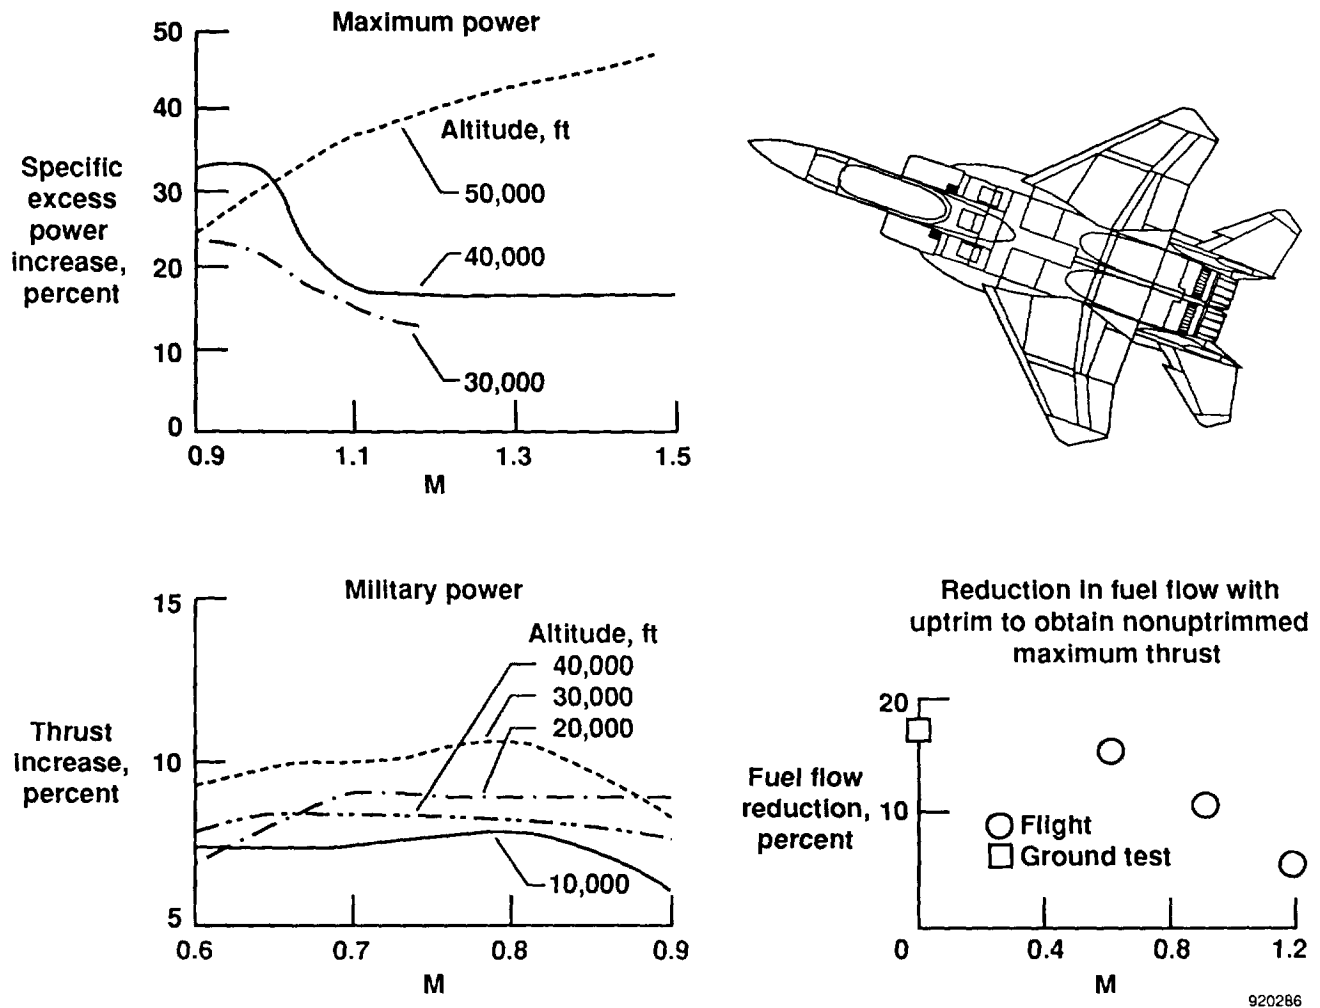 Maximum power
50
40
30
20
10
0
Specific
excess
power
increase,
percent
Altitude, ft
50,000
40,000
30,000
0.9
1.1
1.3
1.5
M
Military power
15
10
5
Thrust
increase,
percent
Altitude, ft
40,000
30,000
20,000
10,000
0.6
0.7
0.8
0.9
M
Reduction in fuel flow with
uptrim to obtain nonuptrimmed
maximum thrust
20
10
0
Fuel flow
reduction,
percent
Flight
Ground test
0.4
0.8
1.2
M
920286